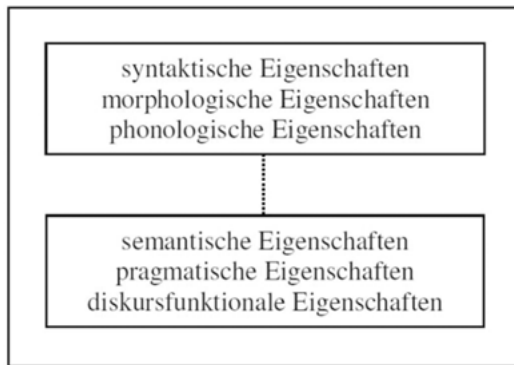 syntaktische Eigenschaften
morphologische Eigenschaften
phonologische Eigenschaften
semantische Eigenschaften
pragmatische Eigenschaften
diskursfunktionale Eigenschaften